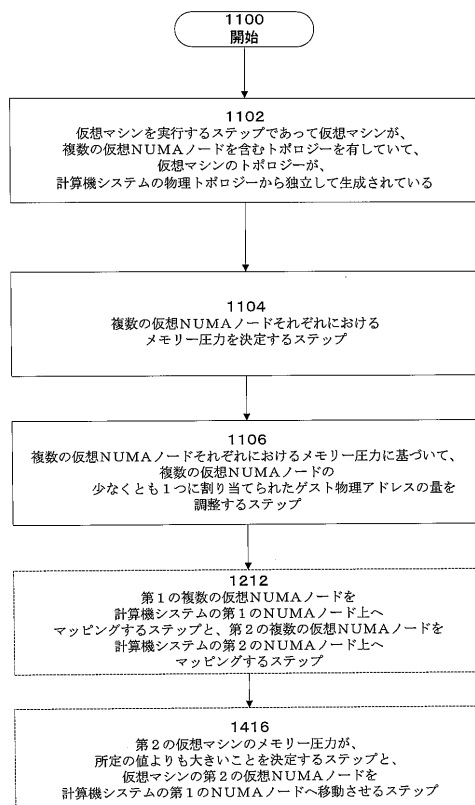 1100
開始
1102
仮想マシンを実行するステップであって仮想マシンが、
複数の仮想NUMAノードを含むトポロジーを有していて、
仮想マシンのトポロジーが、
計算機システムの物理トポロジーから独立して生成されている
1104
複数の仮想NUMAノードそれぞれにおける
メモリー圧力を決定するステップ
1106
複数の仮想NUMAノードそれぞれにおけるメモリー圧力に基づいて、
複数の仮想NUMAノードの
少なくとも1つに割り当てられたゲスト物理アドレスの量を
調整するステップ
1212
第1の複数の仮想NUMAノードを
計算機システムの第1のNUMAノード上へ
マッピングするステップと、第2の複数の仮想NUMAノードを
計算機システムの第2のNUMAノード上へ
マッピングするステップ
1416
第2の仮想マシンのメモリー圧力が、
所定の値よりも大きいことを決定するステップと、
仮想マシンの第2の仮想NUMAノードを
計算機システムの第1のNUMAノードへ移動させるステップ